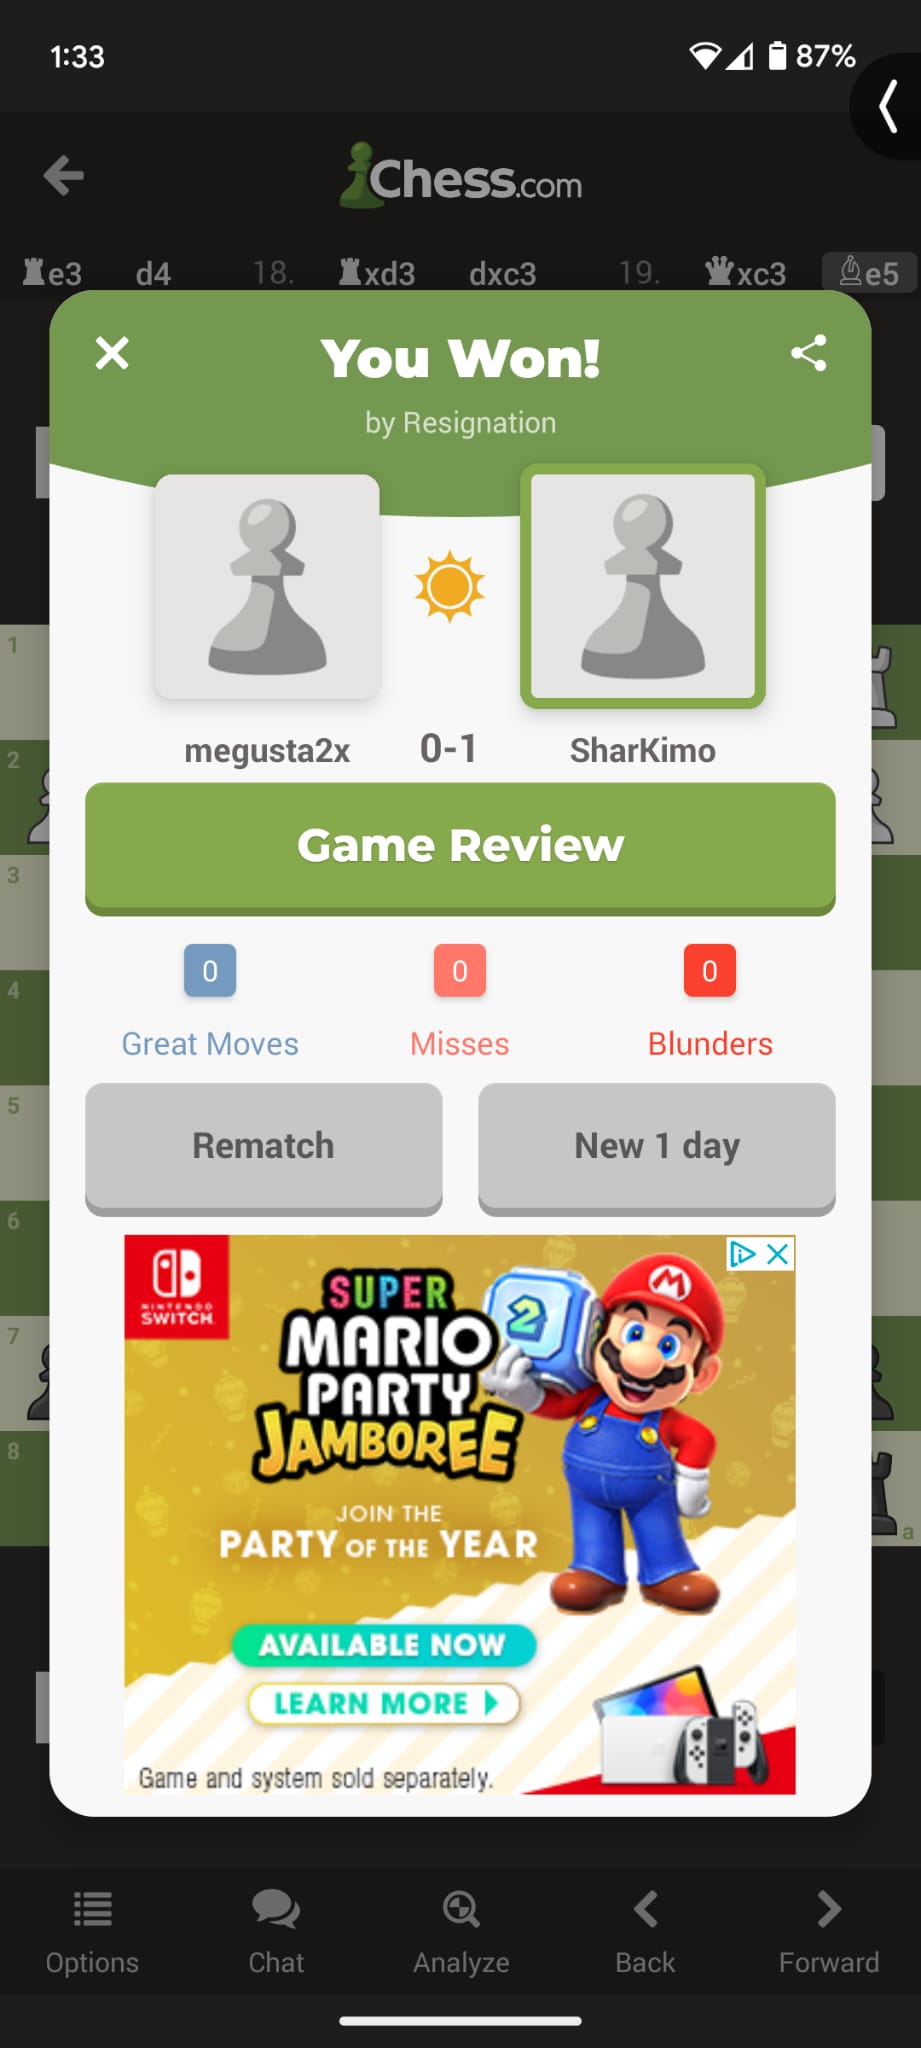 1:33
87%
Chess.com
e3 d4 18. xd3 dxc3 19. xc3 e5
You Won!
by Resignation
megusta2x 0-1 SharKimo
Game Review
0 0 0
Great Moves Misses Blunders
Rematch New 1 day
NINTENDO
SWITCH
SUPER
MARIO
PARTY
JAMBOREE
2
M
JOIN THE
PARTY OF THE YEAR
AVAILABLE NOW
LEARN MORE
Game and system sold separately.
1
2
3
4
5
6
7
8
a
Options Chat Analyze Back Forward